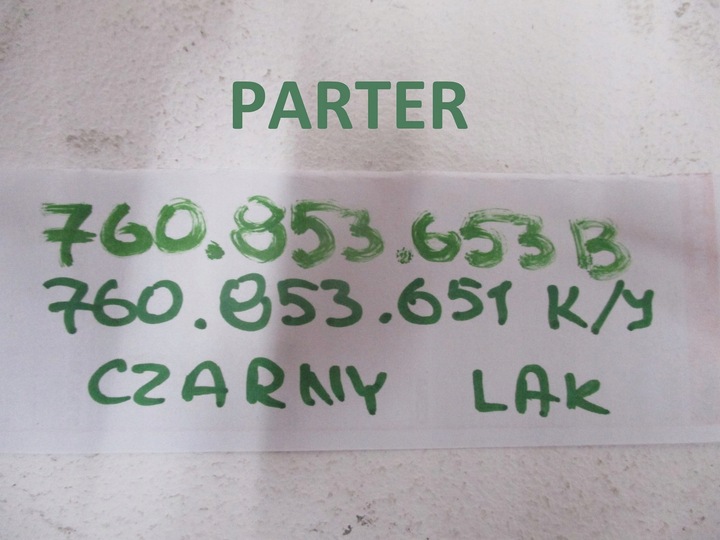 PARTER
760.853.653 B
760.853.651 K/Y
CZARNY LAK